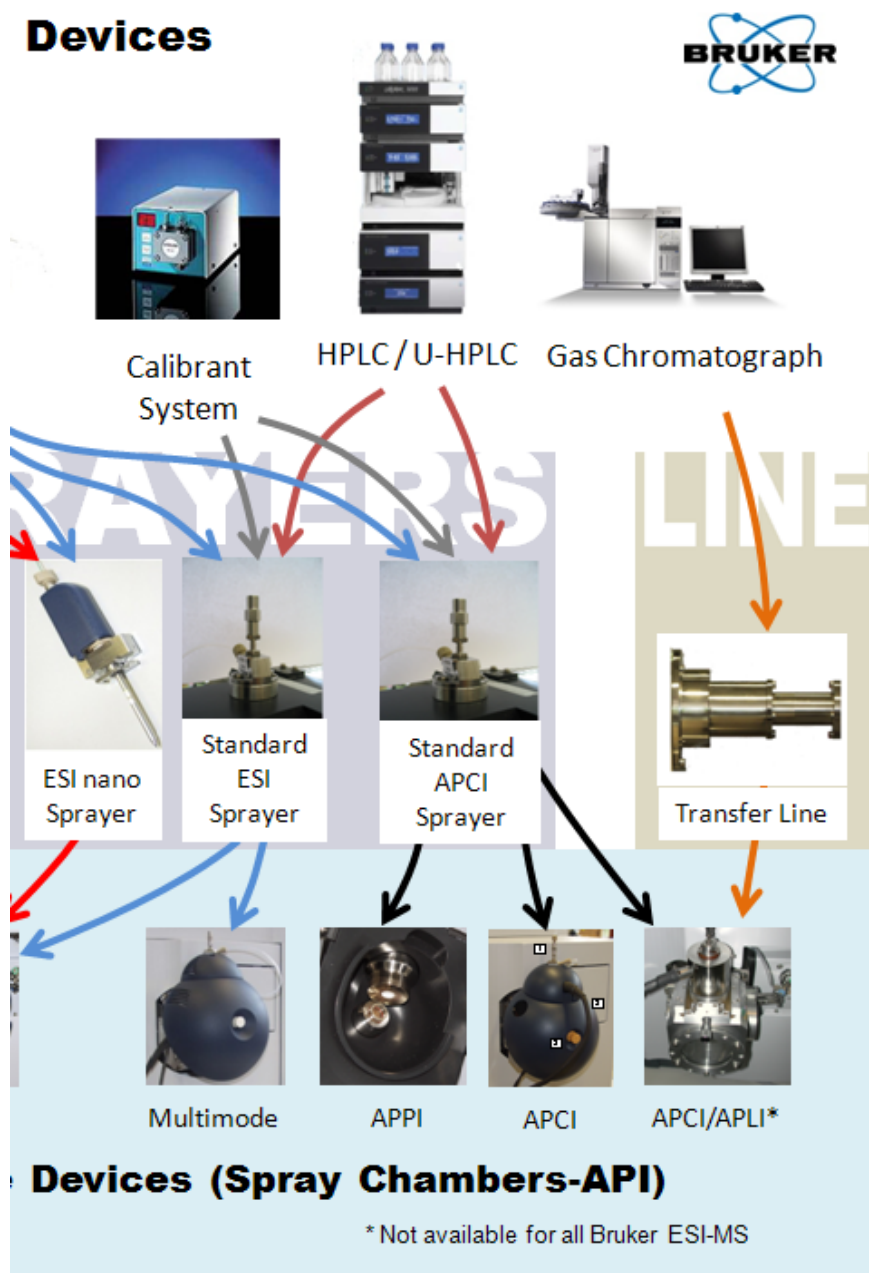 Devices
BRUKER
Calibrant
System
HPLC / U-HPLC
Gas Chromatograph
RAYERS
LINE
ESI nano
Sprayer
Standard
ESI
Sprayer
Standard
APCI
Sprayer
Transfer Line
Multimode
APPI
APCI
APCI/APLI*
Devices (Spray Chambers-API)
* Not available for all Bruker ESI-MS